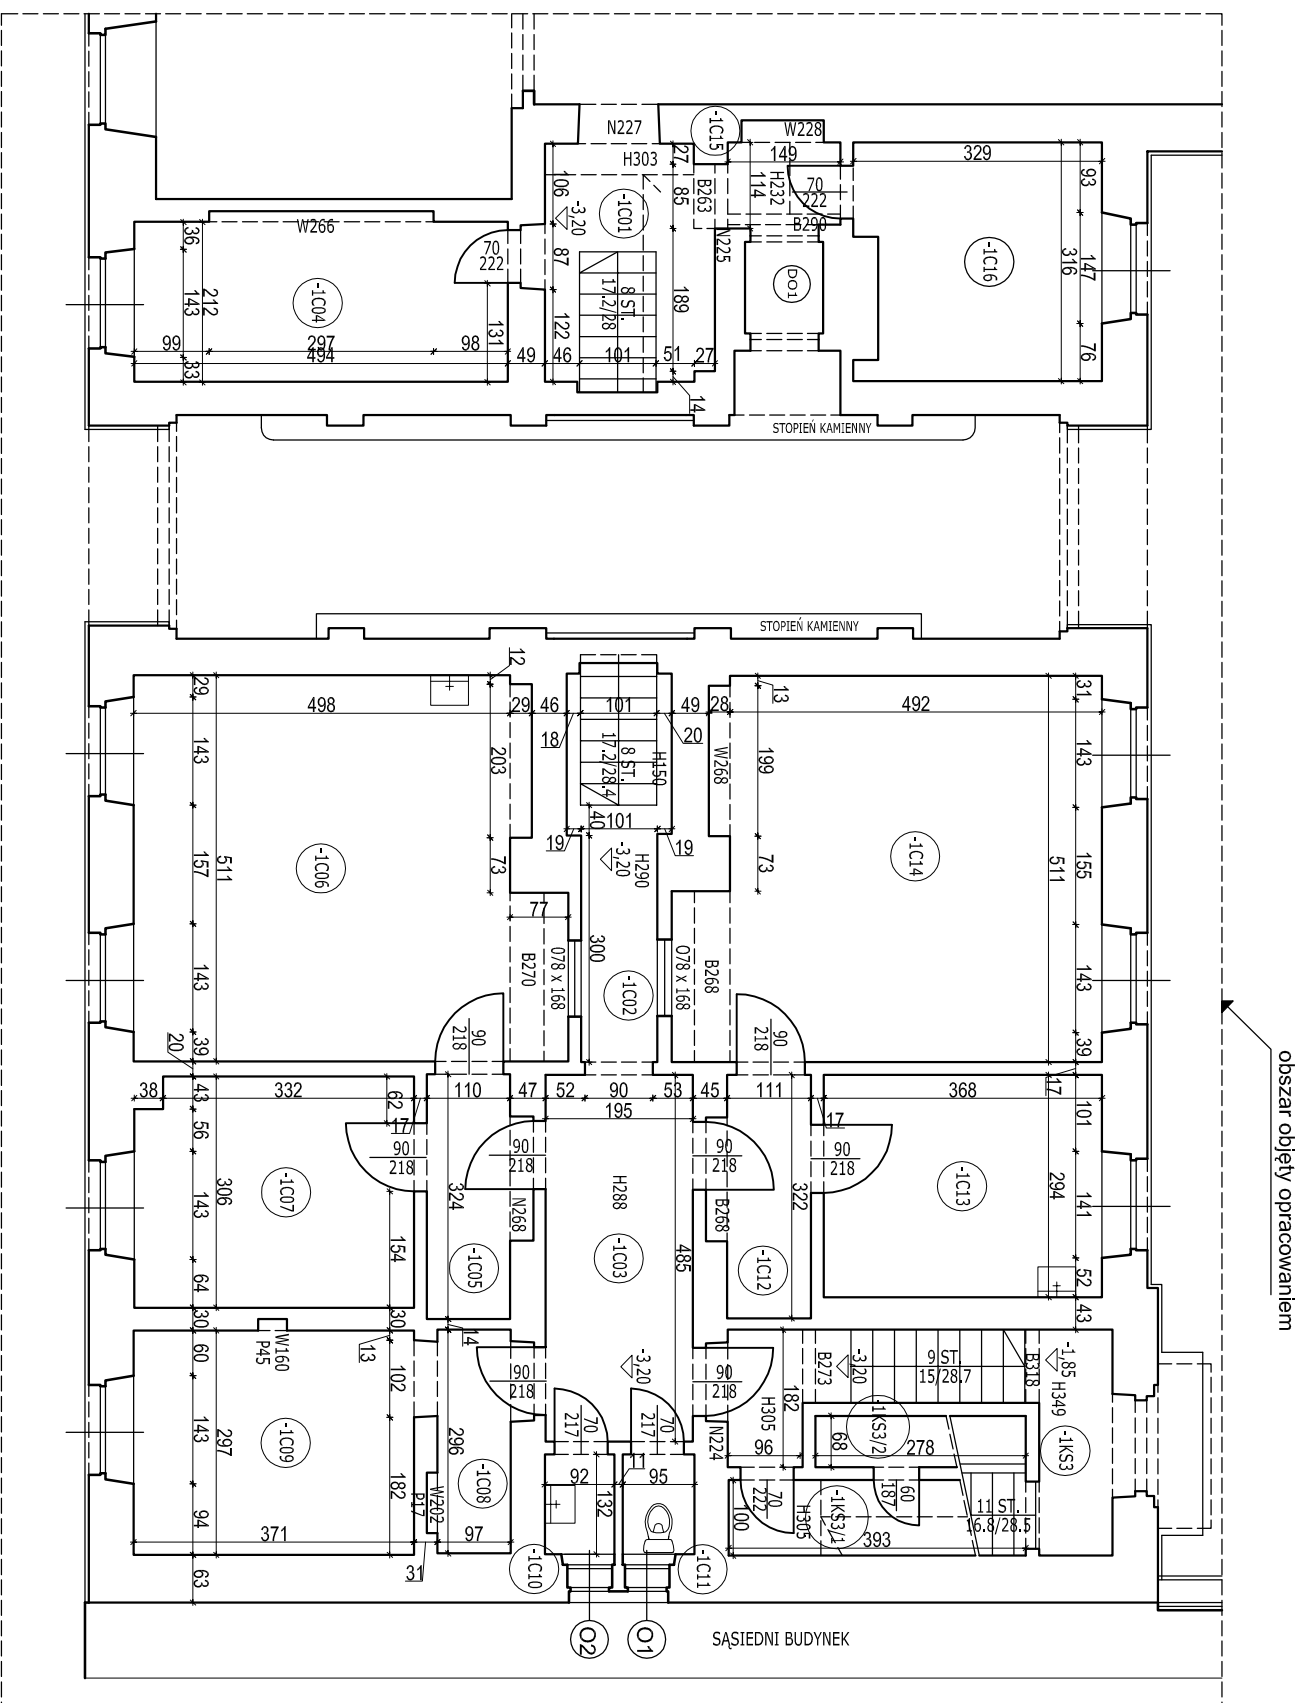 N227
H303
-1C15
W228
149
329
27
85
106
-3,20
-1C01
B263
H232
114
70
222
B290
N225
DO1
-1C16
93
147
316
76
W266
36
143
212
33
-1C04
70
222
87
122
8 ST.
17.2/28
189
131
99
297
98
494
49
46
101
51
27
14
STOPIEŃ KAMIENNY
STOPIEŃ KAMIENNY
obszar objęty opracowaniem
12
29
498
29
46
101
49
28
13
492
31
143
203
18
8 ST.
17.2/28.4
H150
20
W268
199
143
40
101
19
19
157
511
-1C06
73
-3,20
H290
73
-1C14
511
155
77
300
143
B270
O78 x 168
-1C02
O78 x 168
B268
143
39
20
90
218
90
218
39
17
38
332
62
17
110
47
52
90
53
45
111
17
368
195
43
56
306
143
64
-1C07
90
218
154
324
90
218
N268
-1C05
H288
-1C03
485
90
218
B268
-1C12
322
90
218
-1C13
294
101
141
52
43
30
30
14
13
W160
P45
60
143
297
94
63
-1C09
102
182
371
31
W202
P17
296
-1C08
97
90
218
-3,20
70
217
70
217
90
218
N224
92
132
11
95
-1C10
-1C11
O2
O1
H305
182
96
B273
-3,20
9 ST.
15/28.7
B318
-1,85
H349
-1KS3
-1KS3/2
68
278
70
222
100
H305
-1KS3/1
60
187
393
11 ST.
16.8/28.5
SĄSIEDNI BUDYNEK